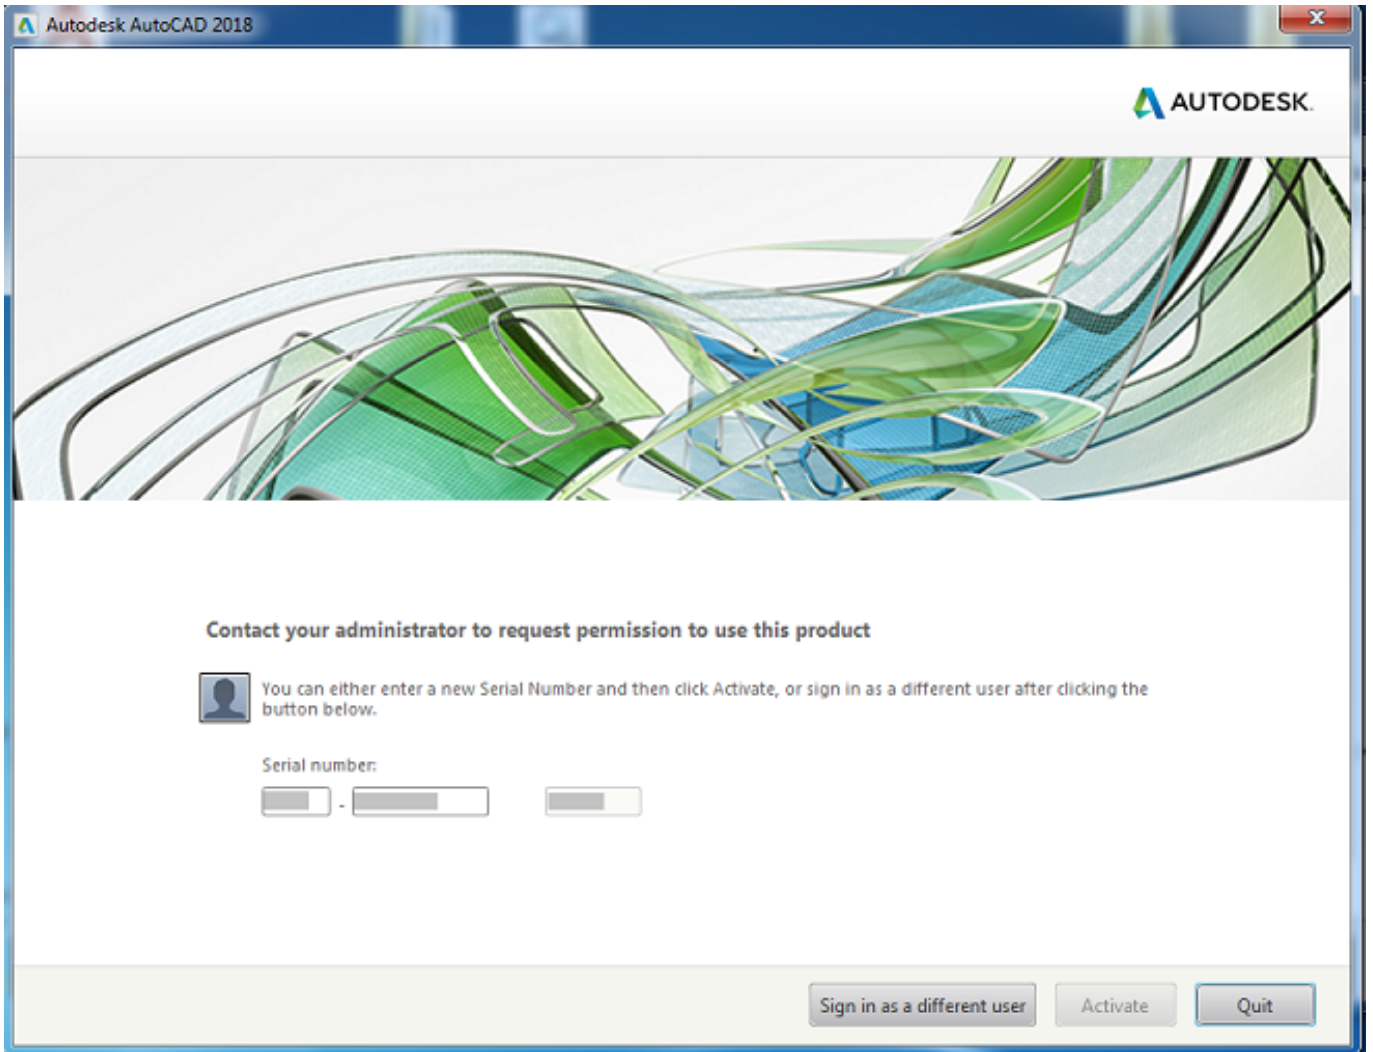 Autodesk AutoCAD 2018
x
AUTODESK.
Contact your administrator to request permission to use this product
You can either enter a new Serial Number and then click Activate, or sign in as a different user after clicking the
button below.
Serial number:
-
Sign in as a different user
Activate
Quit